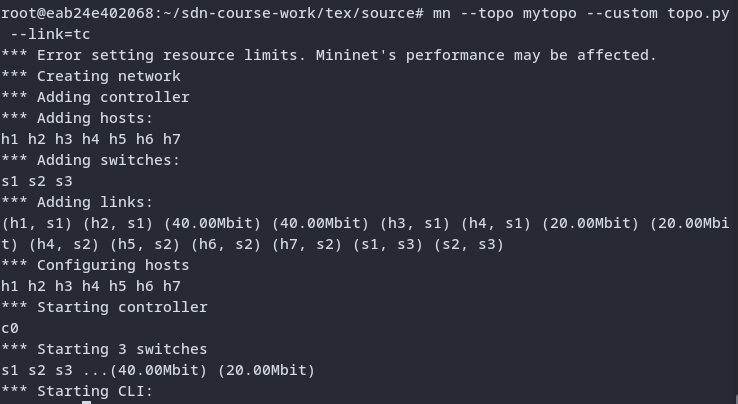 root@eab24e402068:~/sdn-course-work/tex/source# mn --topo mytopo --custom topo.py
 --link=tc
*** Error setting resource limits. Mininet's performance may be affected.
*** Creating network
*** Adding controller
*** Adding hosts:
h1 h2 h3 h4 h5 h6 h7
*** Adding switches:
s1 s2 s3
*** Adding links:
(h1, s1) (h2, s1) (40.00Mbit) (40.00Mbit) (h3, s1) (h4, s1) (20.00Mbit) (20.00Mbi
t) (h4, s2) (h5, s2) (h6, s2) (h7, s2) (s1, s3) (s2, s3)
*** Configuring hosts
h1 h2 h3 h4 h5 h6 h7
*** Starting controller
c0
*** Starting 3 switches
s1 s2 s3 ...(40.00Mbit) (20.00Mbit)
*** Starting CLI: